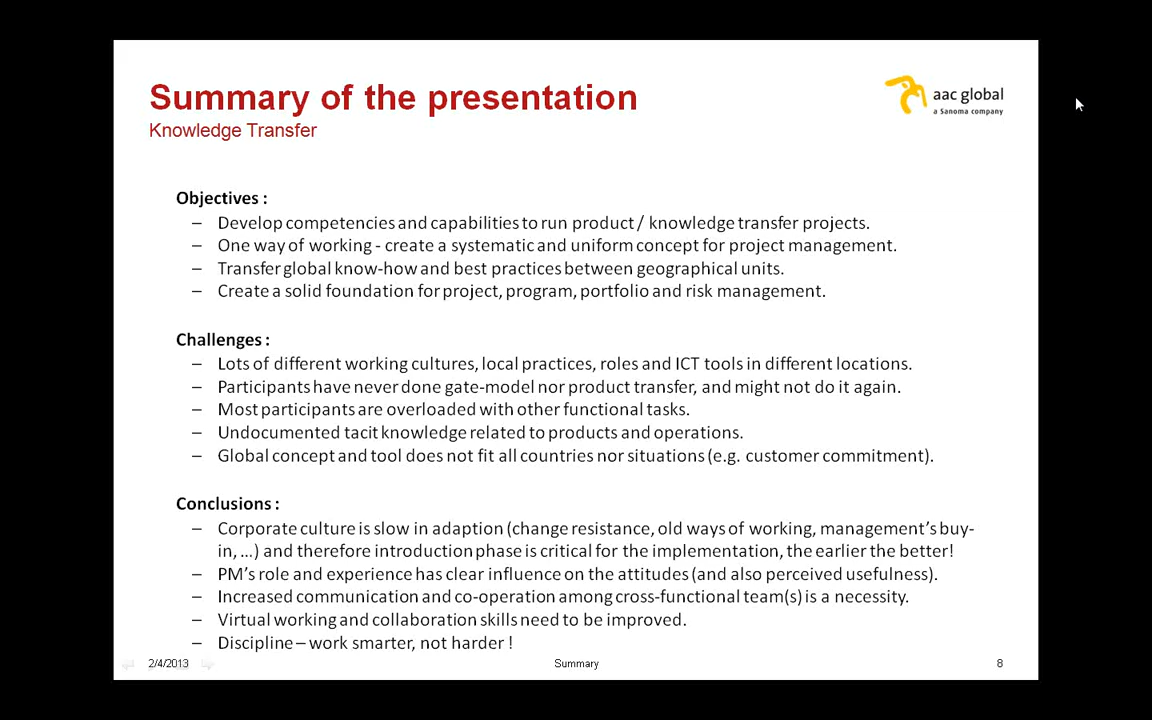 Summary of the presentation
Knowledge Transfer
aac global
a Sanoma company
Objectives :
– Develop competencies and capabilities to run product / knowledge transfer projects.
– One way of working - create a systematic and uniform concept for project management.
– Transfer global know-how and best practices between geographical units.
– Create a solid foundation for project, program, portfolio and risk management.
Challenges :
– Lots of different working cultures, local practices, roles and ICT tools in different locations.
– Participants have never done gate-model nor product transfer, and might not do it again.
– Most participants are overloaded with other functional tasks.
– Undocumented tacit knowledge related to products and operations.
– Global concept and tool does not fit all countries nor situations (e.g. customer commitment).
Conclusions :
– Corporate culture is slow in adaption (change resistance, old ways of working, management's buy-
in, ...) and therefore introduction phase is critical for the implementation, the earlier the better!
– PM's role and experience has clear influence on the attitudes (and also perceived usefulness).
– Increased communication and co-operation among cross-functional team(s) is a necessity.
– Virtual working and collaboration skills need to be improved.
– Discipline – work smarter, not harder !
2/4/2013
Summary
8